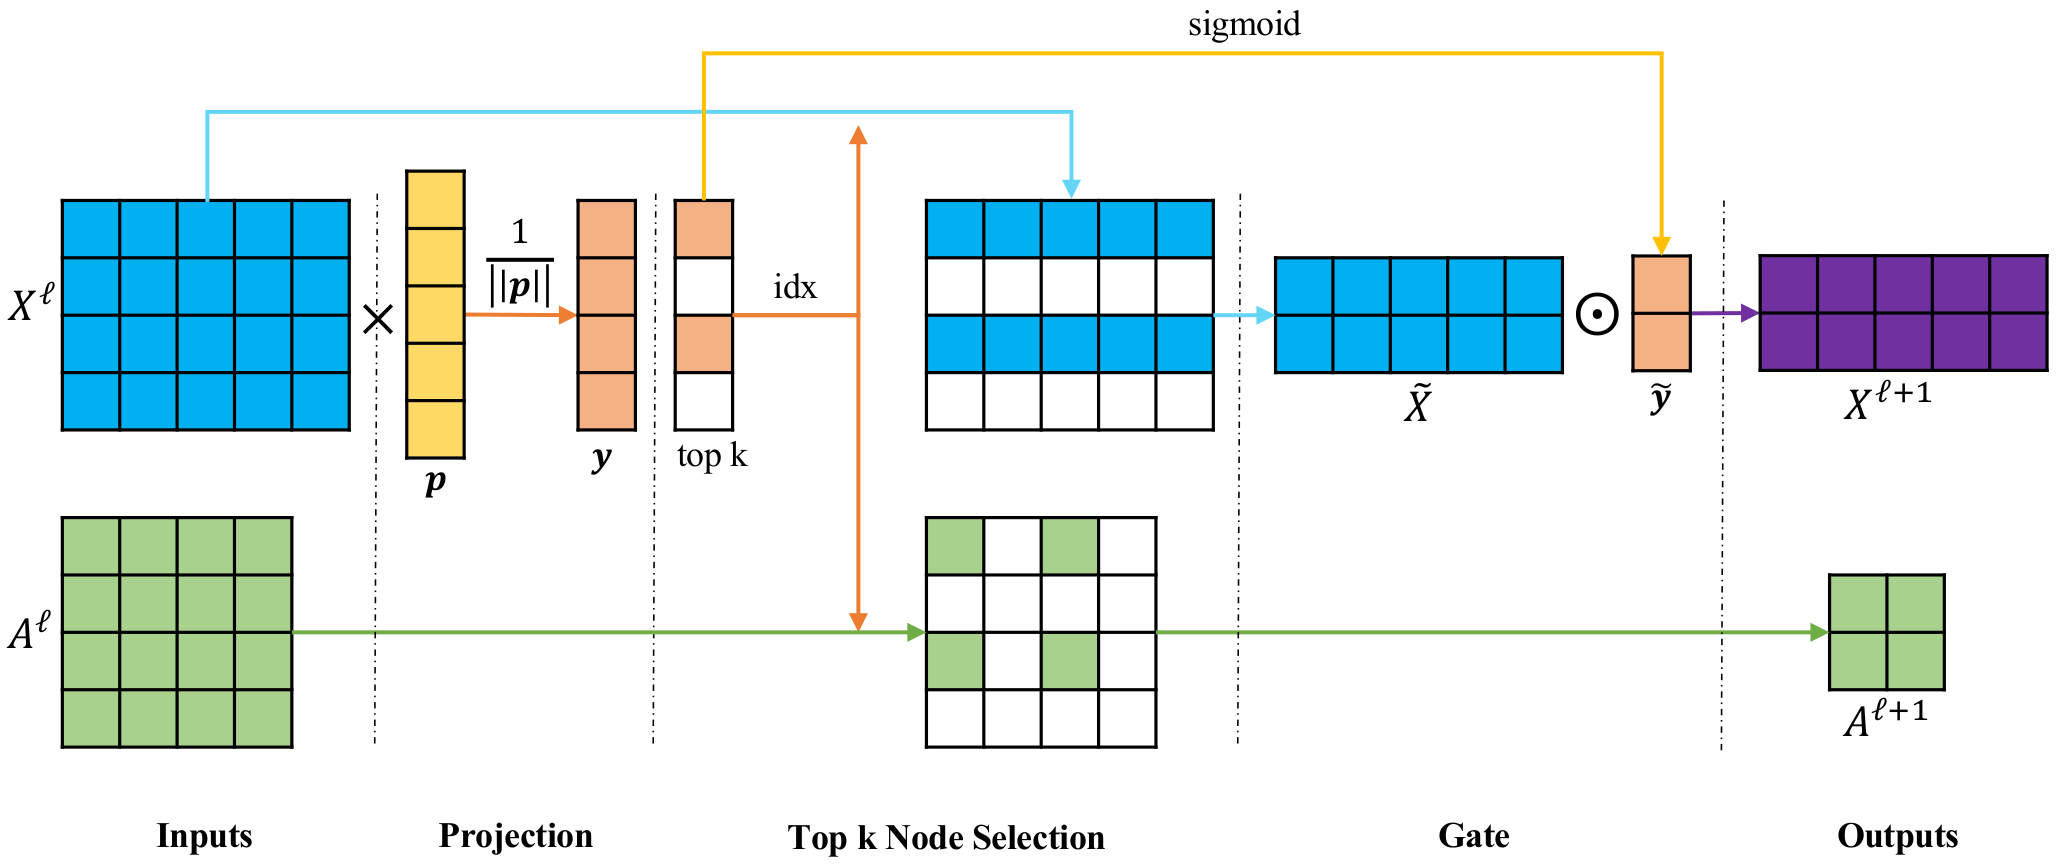 sigmoid
X^ℓ
×
1
||p||
p
y
top k
idx
X̃
⊙
ỹ
X^{ℓ+1}
A^ℓ
A^{ℓ+1}
Inputs
Projection
Top k Node Selection
Gate
Outputs